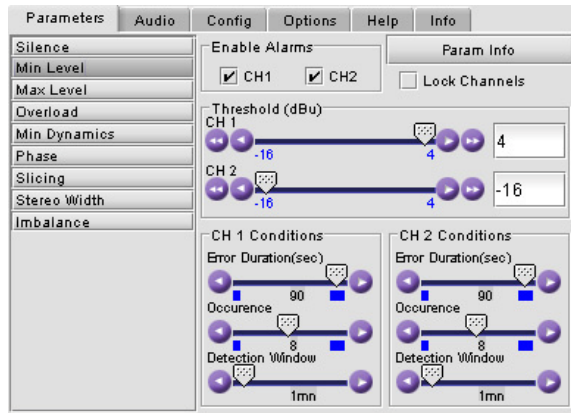 Parameters Audio Config Options Help Info
Silence
Min Level
Max Level
Overload
Min Dynamics
Phase
Slicing
Stereo Width
Imbalance
Enable Alarms
CH1 CH2
Param Info
Lock Channels
Threshold (dBu)
CH 1
-16 4
4
CH 2
-16 4
-16
CH 1 Conditions
Error Duration(sec)
90
Occurence
8
Detection Window
1mn
CH 2 Conditions
Error Duration(sec)
90
Occurence
8
Detection Window
1mn